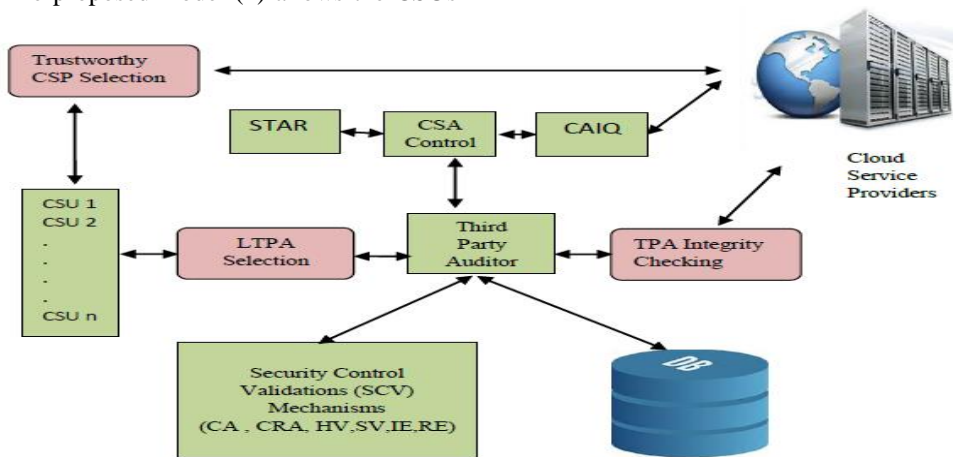 Trustworthy
CSP Selection
STAR
CSA
Control
CAIQ
Cloud
Service
Providers
CSU 1
CSU 2
.
.
.
.
CSU n
LTPA
Selection
Third
Party
Auditor
TPA Integrity
Checking
Security Control
Validations (SCV)
Mechanisms
(CA , CRA, HV,SV,IE,RE)
DB